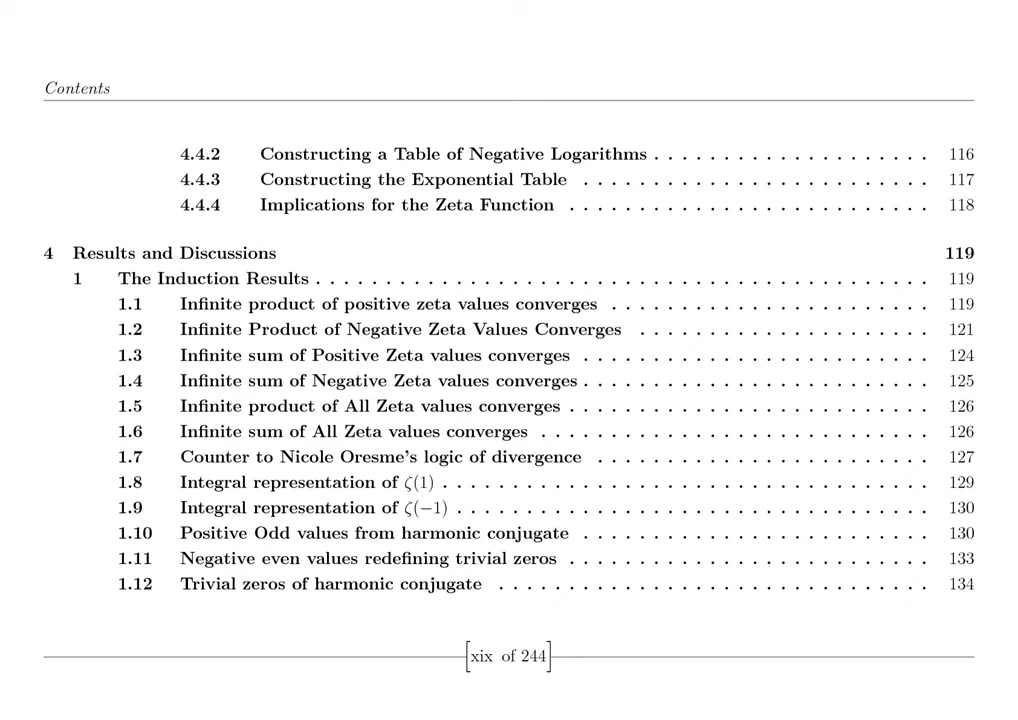 Contents
4.4.2 Constructing a Table of Negative Logarithms . . . . . . . . . . . . . . . . . . . . 116
4.4.3 Constructing the Exponential Table . . . . . . . . . . . . . . . . . . . . . . . . . 117
4.4.4 Implications for the Zeta Function . . . . . . . . . . . . . . . . . . . . . . . . . . 118
4 Results and Discussions 119
1 The Induction Results . . . . . . . . . . . . . . . . . . . . . . . . . . . . . . . . . . . . . . . . . . . . 119
1.1 Infinite product of positive zeta values converges . . . . . . . . . . . . . . . . . . . . . . . 119
1.2 Infinite Product of Negative Zeta Values Converges . . . . . . . . . . . . . . . . . . . . . 121
1.3 Infinite sum of Positive Zeta values converges . . . . . . . . . . . . . . . . . . . . . . . . . 124
1.4 Infinite sum of Negative Zeta values converges . . . . . . . . . . . . . . . . . . . . . . . . . 125
1.5 Infinite product of All Zeta values converges . . . . . . . . . . . . . . . . . . . . . . . . . . 126
1.6 Infinite sum of All Zeta values converges . . . . . . . . . . . . . . . . . . . . . . . . . . . . 126
1.7 Counter to Nicole Oresme's logic of divergence . . . . . . . . . . . . . . . . . . . . . . . . 127
1.8 Integral representation of ζ(1) . . . . . . . . . . . . . . . . . . . . . . . . . . . . . . . . . . . 129
1.9 Integral representation of ζ(−1) . . . . . . . . . . . . . . . . . . . . . . . . . . . . . . . . . . 130
1.10 Positive Odd values from harmonic conjugate . . . . . . . . . . . . . . . . . . . . . . . . . 130
1.11 Negative even values redefining trivial zeros . . . . . . . . . . . . . . . . . . . . . . . . . . 133
1.12 Trivial zeros of harmonic conjugate . . . . . . . . . . . . . . . . . . . . . . . . . . . . . . . 134
[xix of 244]